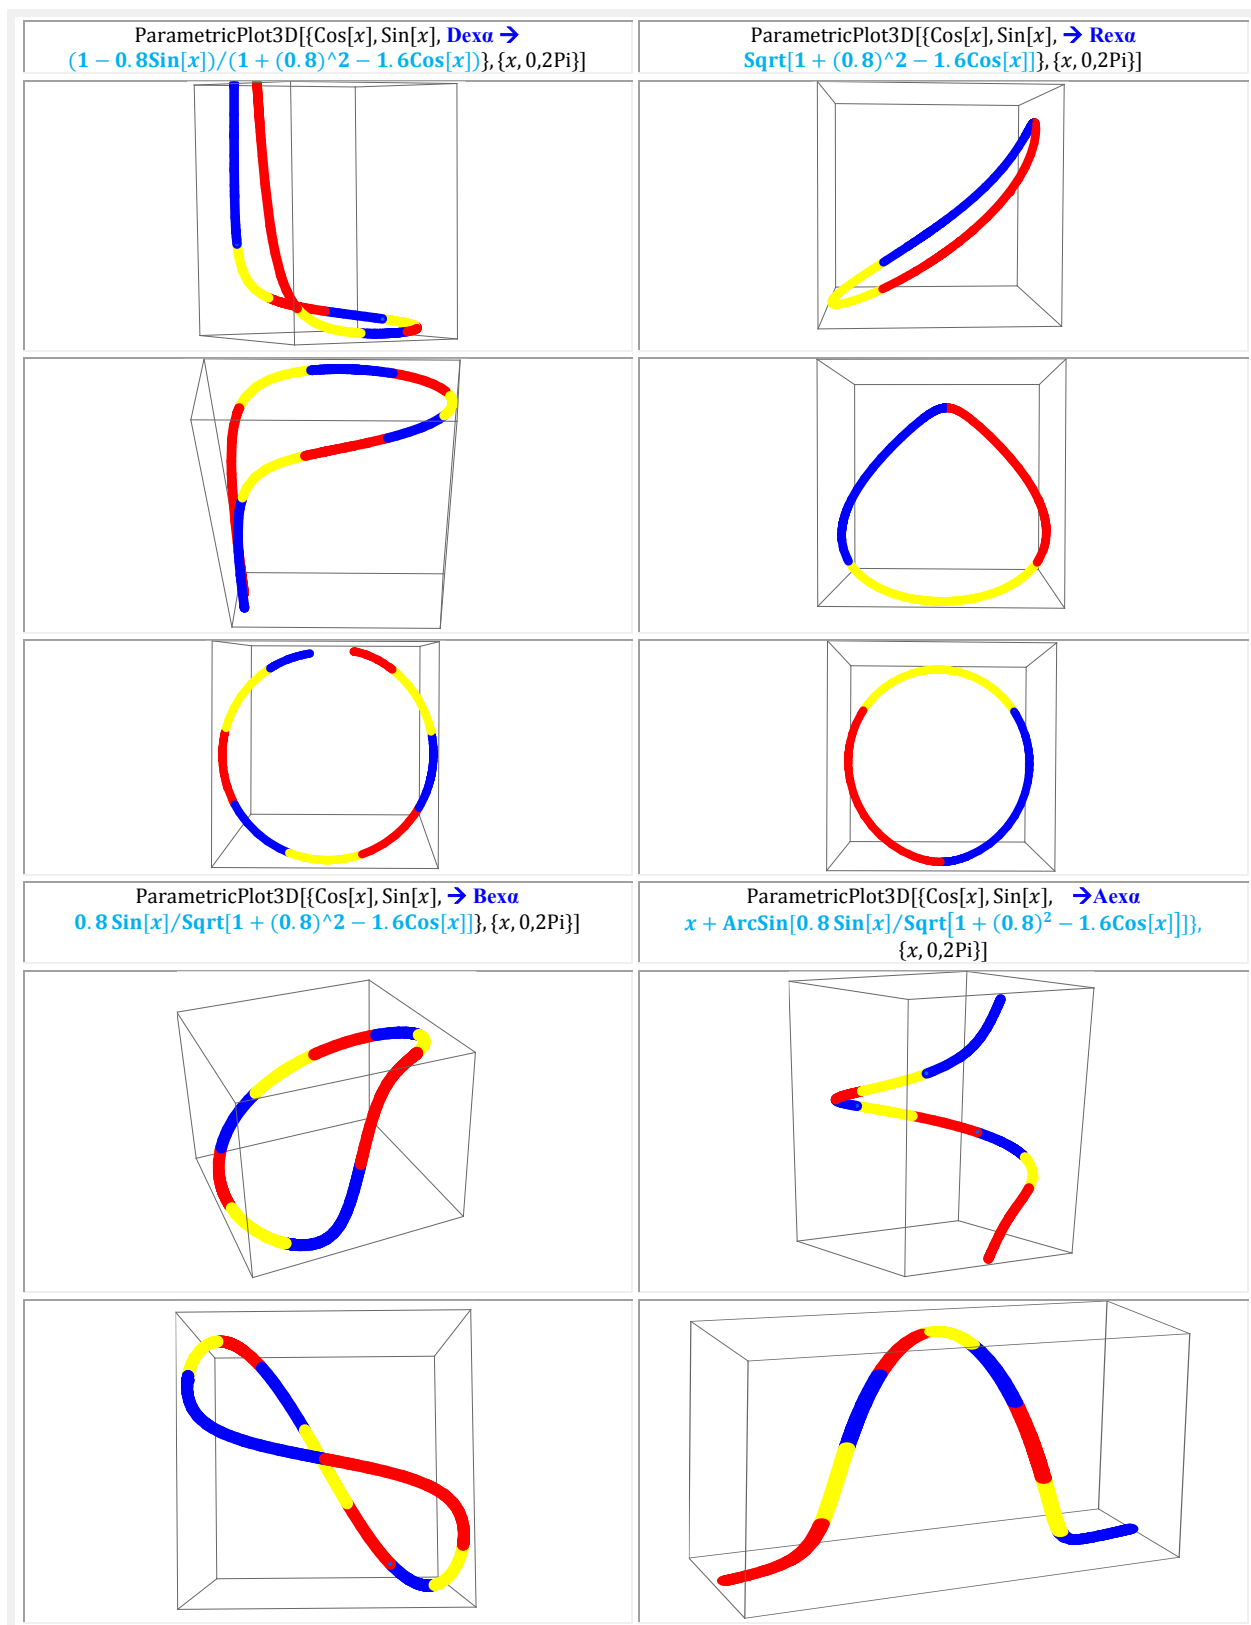 ParametricPlot3D[{Cos[x], Sin[x], Dexα →
(1 − 0.8Sin[x])/(1 + (0.8)^2 − 1.6Cos[x])}, {x, 0,2Pi}]
ParametricPlot3D[{Cos[x], Sin[x], → Rexα
Sqrt[1 + (0.8)^2 − 1.6Cos[x]]}, {x, 0,2Pi}]
ParametricPlot3D[{Cos[x], Sin[x], → Bexα
0.8 Sin[x]/Sqrt[1 + (0.8)^2 − 1.6Cos[x]]}, {x, 0,2Pi}]
ParametricPlot3D[{Cos[x], Sin[x], →Aexα
x + ArcSin[0.8 Sin[x]/Sqrt[1 + (0.8)² − 1.6Cos[x]]]},
{x, 0,2Pi}]